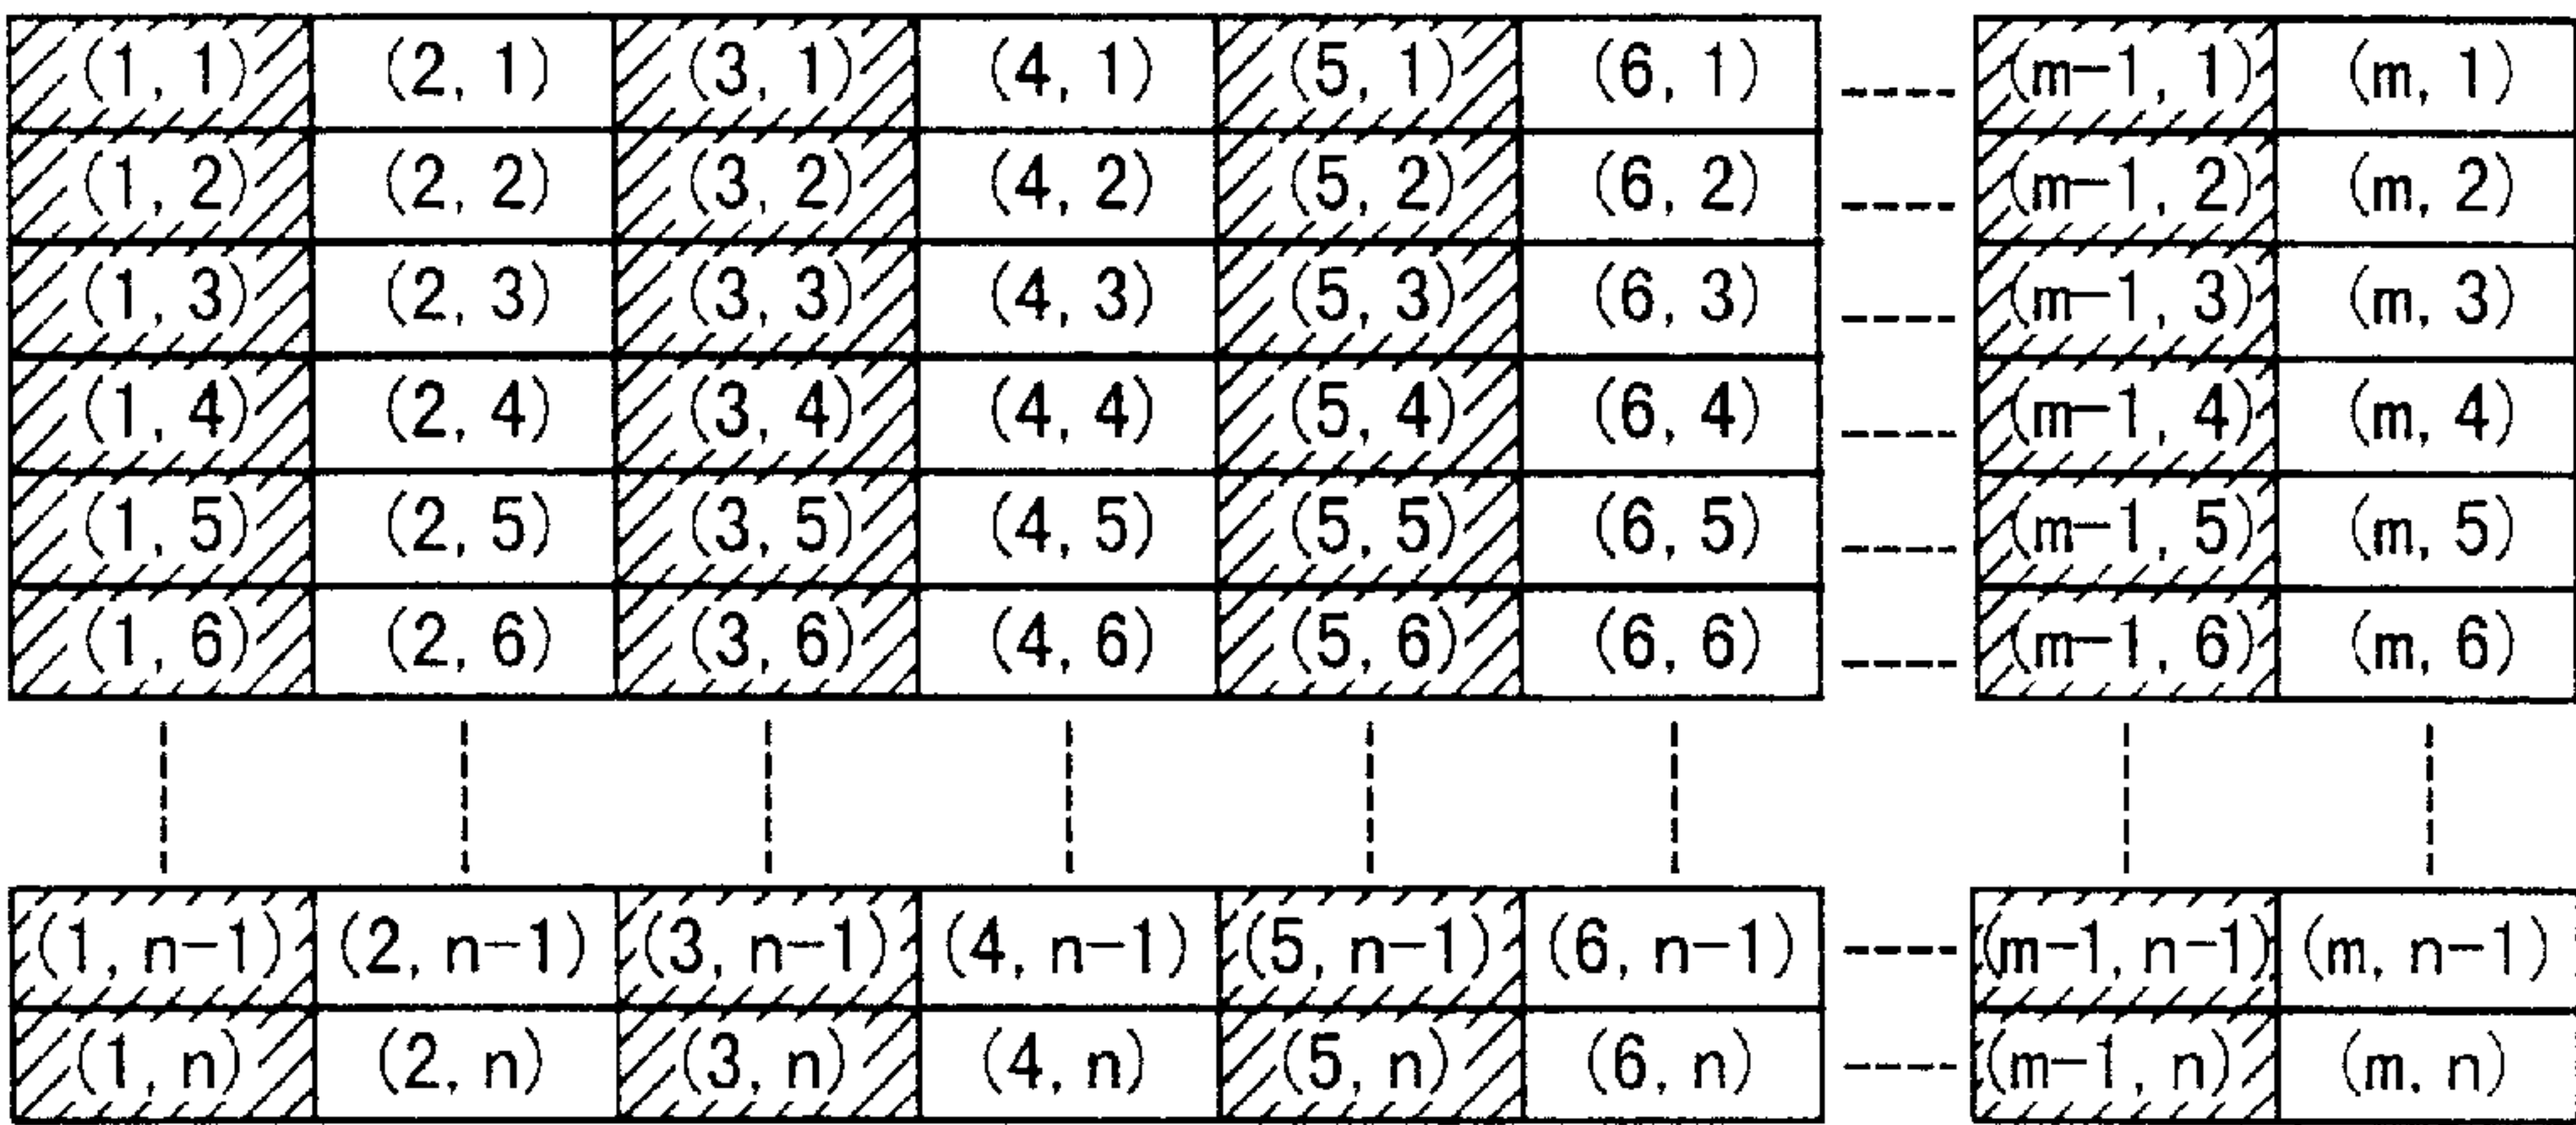 (1, 1) (2, 1) (3, 1) (4, 1) (5, 1) (6, 1) ---- (m-1, 1) (m, 1)
(1, 2) (2, 2) (3, 2) (4, 2) (5, 2) (6, 2) ---- (m-1, 2) (m, 2)
(1, 3) (2, 3) (3, 3) (4, 3) (5, 3) (6, 3) ---- (m-1, 3) (m, 3)
(1, 4) (2, 4) (3, 4) (4, 4) (5, 4) (6, 4) ---- (m-1, 4) (m, 4)
(1, 5) (2, 5) (3, 5) (4, 5) (5, 5) (6, 5) ---- (m-1, 5) (m, 5)
(1, 6) (2, 6) (3, 6) (4, 6) (5, 6) (6, 6) ---- (m-1, 6) (m, 6)
(1, n-1) (2, n-1) (3, n-1) (4, n-1) (5, n-1) (6, n-1) ---- (m-1, n-1) (m, n-1)
(1, n) (2, n) (3, n) (4, n) (5, n) (6, n) ---- (m-1, n) (m, n)